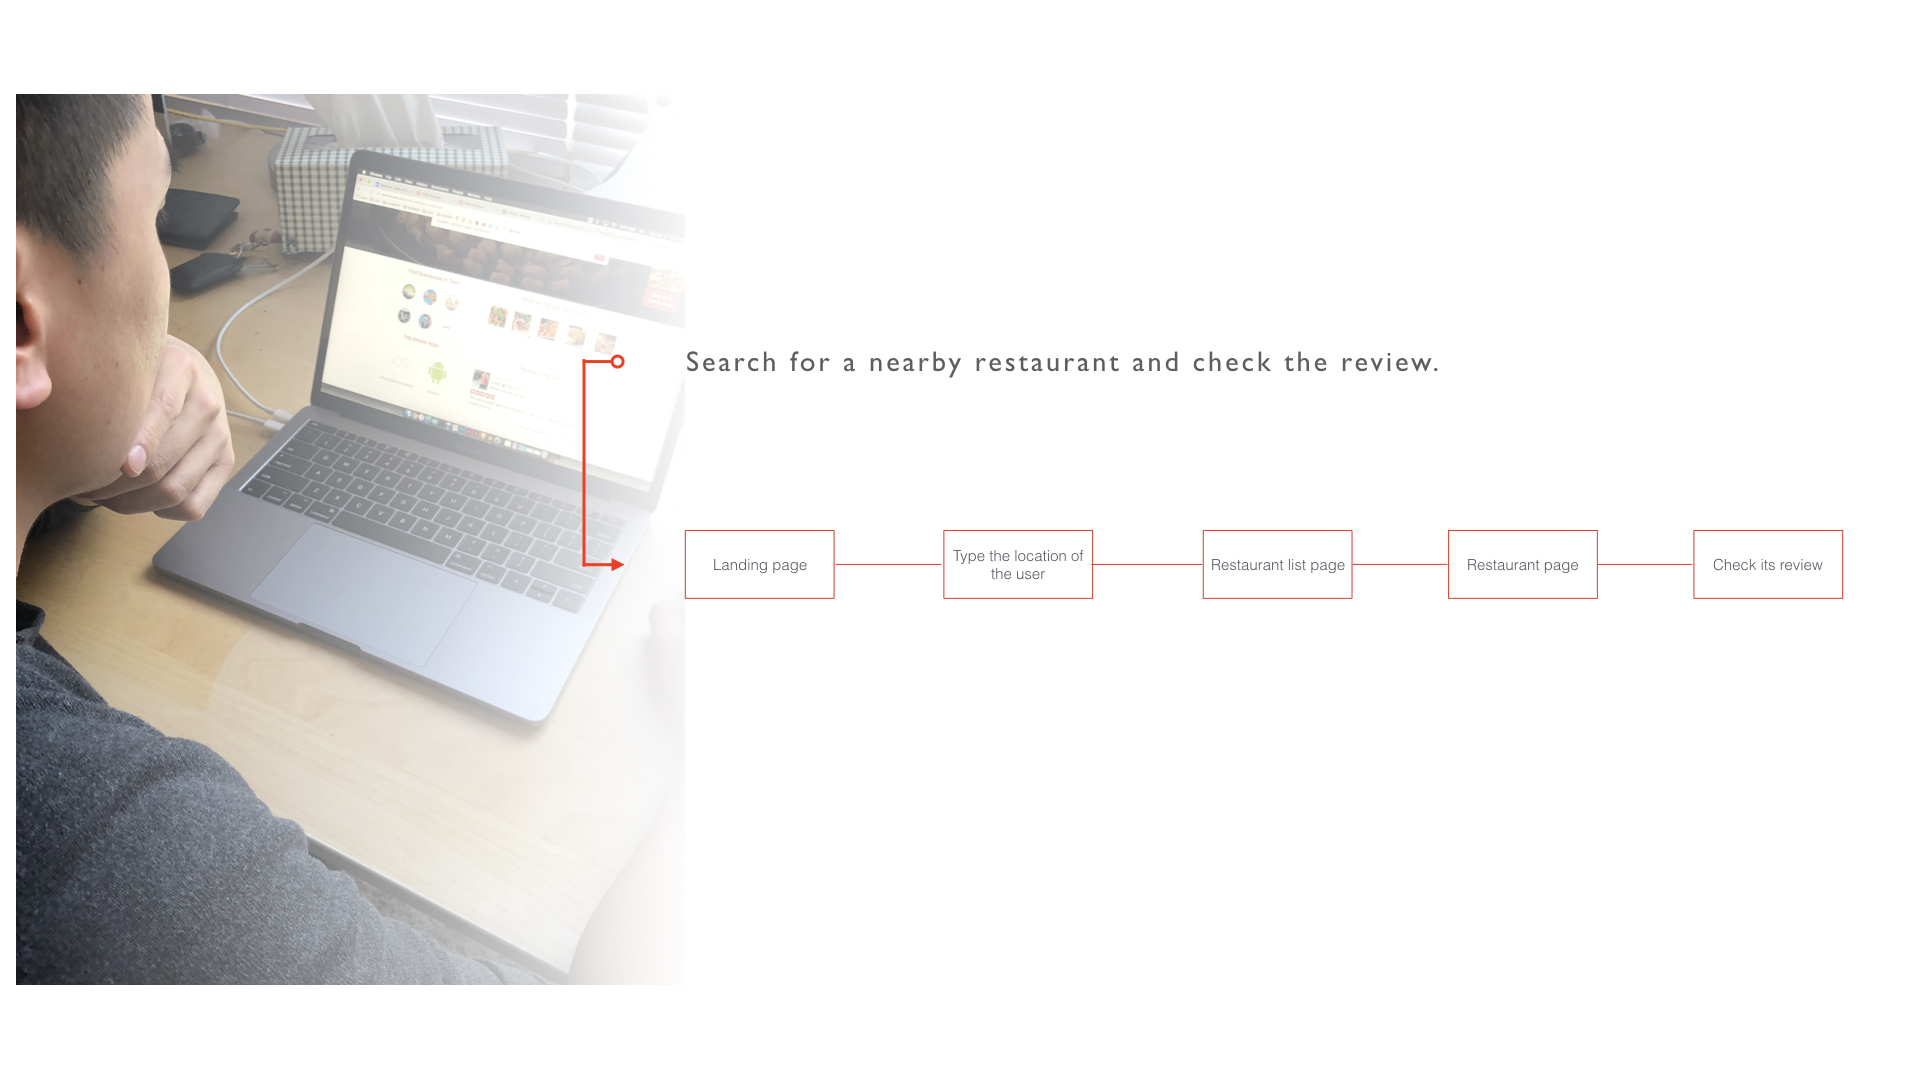 Search for a nearby restaurant and check the review.
Landing page
Type the location of
the user
Restaurant list page
Restaurant page
Check its review